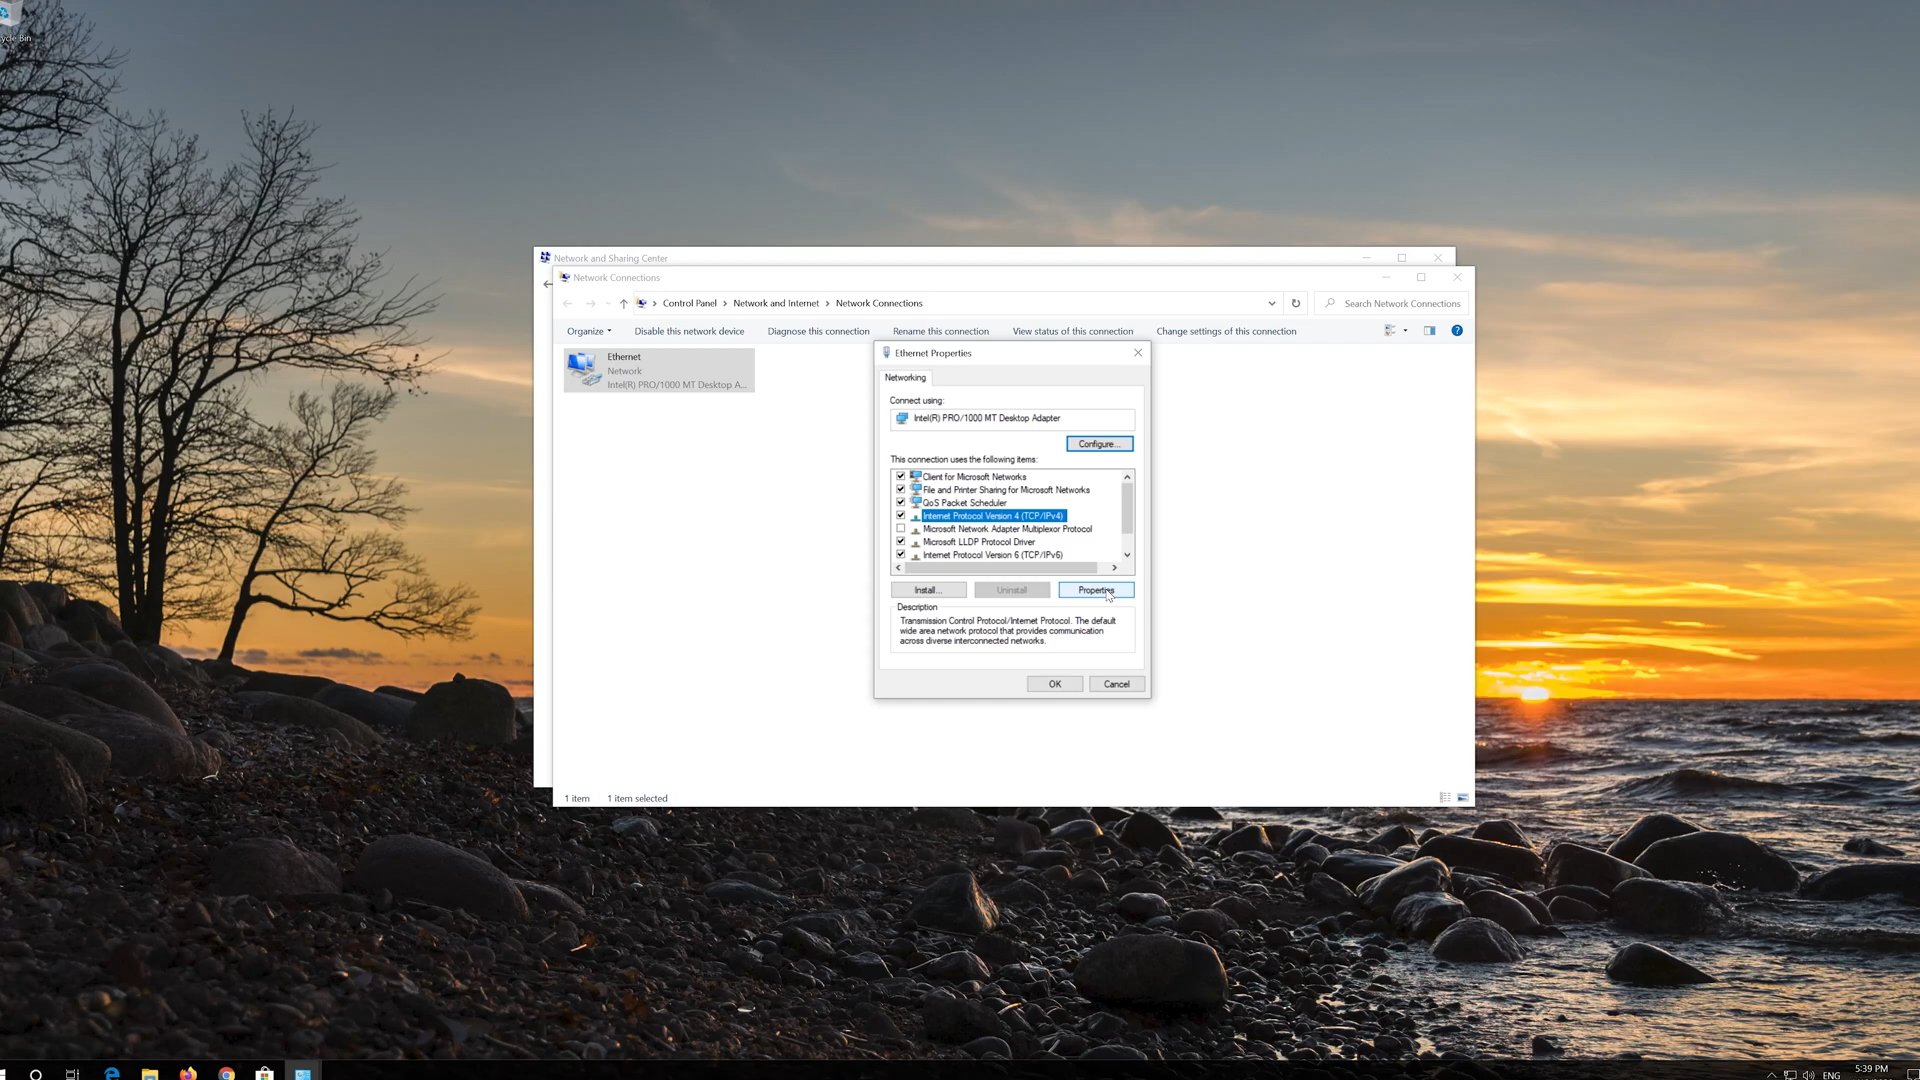 ycle Bin
Network and Sharing Center
Network Connections
Control Panel > Network and Internet > Network Connections
Search Network Connections
Organize
Disable this network device
Diagnose this connection
Rename this connection
View status of this connection
Change settings of this connection
Ethernet
Network
Intel(R) PRO/1000 MT Desktop A...
Ethernet Properties
Networking
Connect using:
Intel(R) PRO/1000 MT Desktop Adapter
Configure...
This connection uses the following items:
Client for Microsoft Networks
File and Printer Sharing for Microsoft Networks
QoS Packet Scheduler
Internet Protocol Version 4 (TCP/IPv4)
Microsoft Network Adapter Multiplexor Protocol
Microsoft LLDP Protocol Driver
Internet Protocol Version 6 (TCP/IPv6)
Install...
Uninstall
Properties
Description
Transmission Control Protocol/Internet Protocol. The default
wide area network protocol that provides communication
across diverse interconnected networks.
OK
Cancel
1 item
1 item selected
ENG
5:39 PM